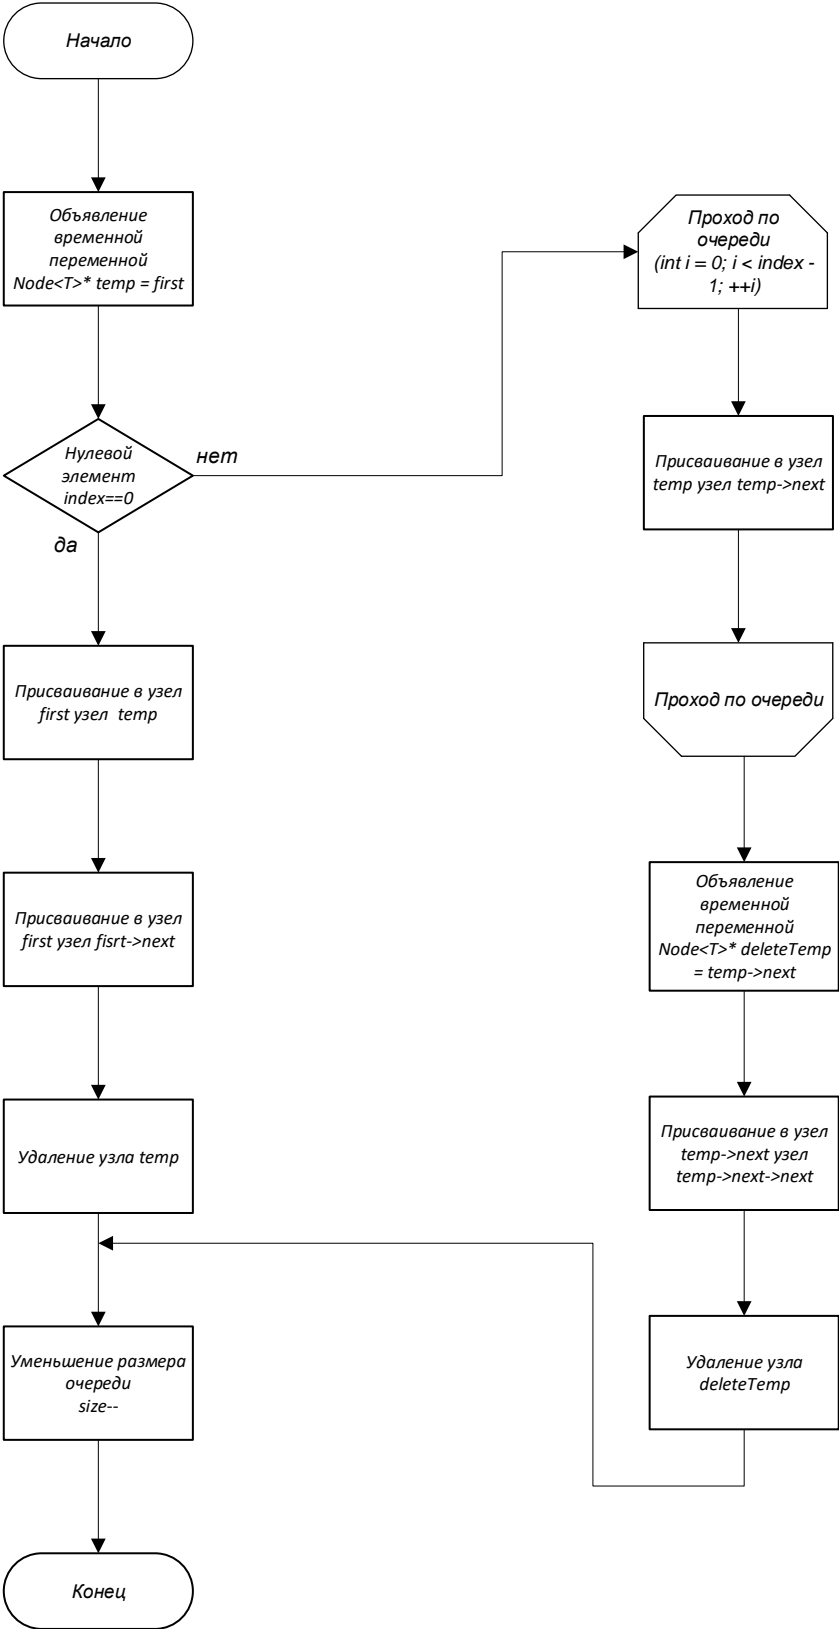 Начало
Объявление
временной
переменной
Node<T>* temp = first
Нулевой
элемент
index==0
нет
да
Присваивание в узел
first узел temp
Присваивание в узел
first узел fisrt->next
Удаление узла temp
Уменьшение размера
очереди
size--
Конец
Проход по
очереди
(int i = 0; i < index -
1; ++i)
Присваивание в узел
temp узел temp->next
Проход по очереди
Объявление
временной
переменной
Node<T>* deleteTemp
= temp->next
Присваивание в узел
temp->next узел
temp->next->next
Удаление узла
deleteTemp